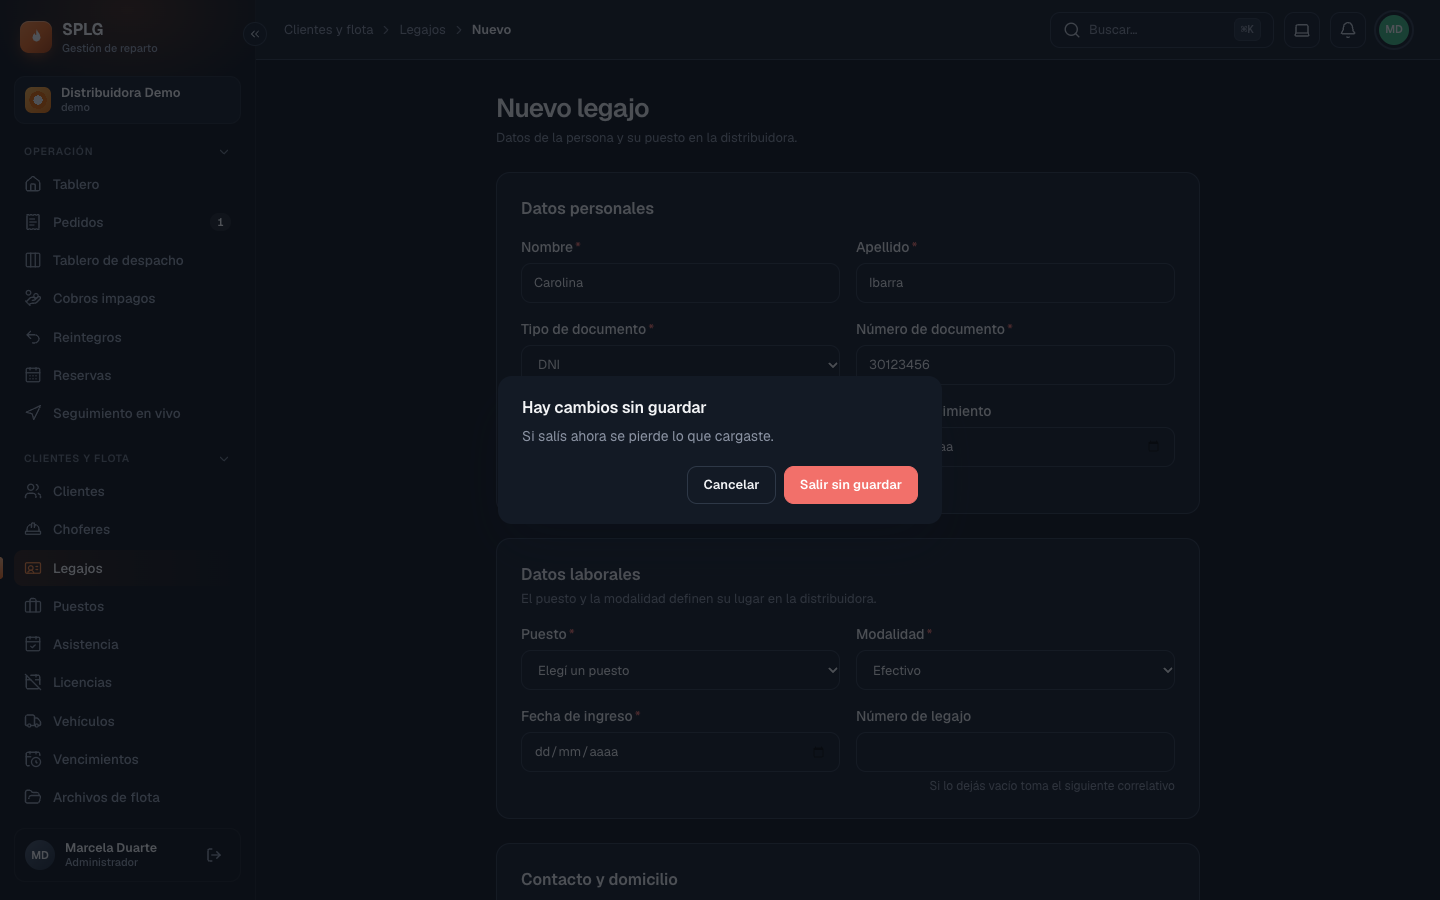 SPLG
Gestión de reparto
Distribuidora Demo
demo
OPERACIÓN
Tablero
Pedidos 1
Tablero de despacho
Cobros impagos
Reintegros
Reservas
Seguimiento en vivo
CLIENTES Y FLOTA
Clientes
Choferes
Legajos
Puestos
Asistencia
Licencias
Vehículos
Vencimientos
Archivos de flota
MD
Marcela Duarte
Administrador
Clientes y flota > Legajos > Nuevo
Buscar... ⌘K
MD
Nuevo legajo
Datos de la persona y su puesto en la distribuidora.
Datos personales
Nombre * Apellido *
Carolina Ibarra
Tipo de documento * Número de documento *
DNI 30123456
imiento
aa
Hay cambios sin guardar
Si salís ahora se pierde lo que cargaste.
Cancelar Salir sin guardar
Datos laborales
El puesto y la modalidad definen su lugar en la distribuidora.
Puesto * Modalidad *
Elegí un puesto Efectivo
Fecha de ingreso * Número de legajo
dd/mm/aaaa
Si lo dejás vacío toma el siguiente correlativo
Contacto y domicilio